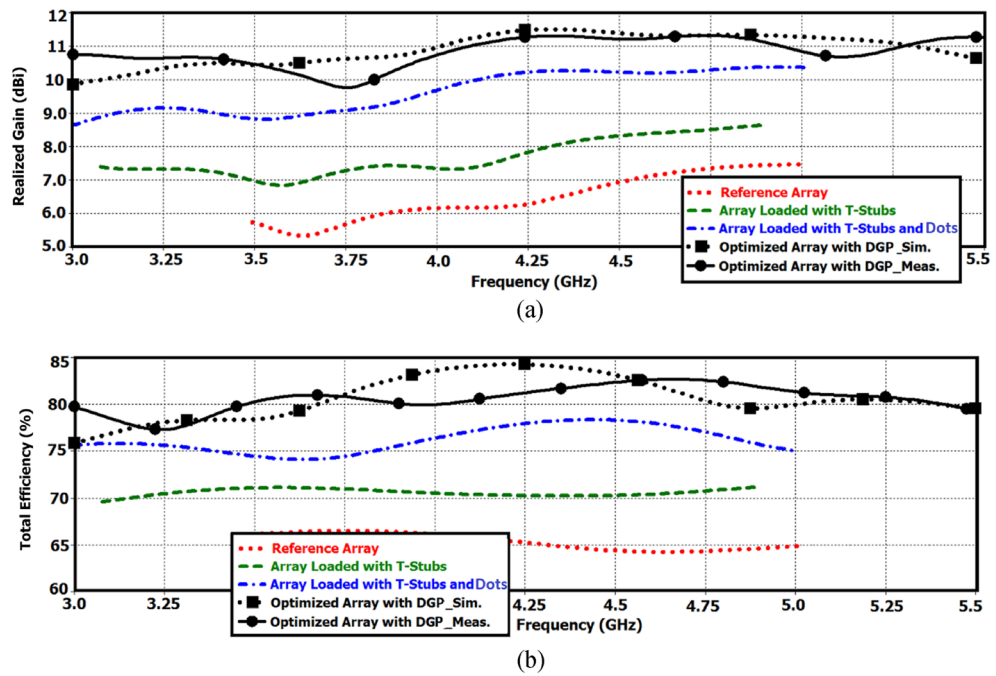 12
11
10
9.0
8.0
7.0
6.0
5.0
Realized Gain (dBi)
3.0 3.25 3.5 3.75 4.0 4.25 4.5 5.5
Frequency (GHz)
Reference Array
Array Loaded with T-Stubs
Array Loaded with T-Stubs and Dots
Optimized Array with DGP_Sim.
Optimized Array with DGP_Meas.
(a)
85
80
75
70
65
60
Total Efficiency (%)
Reference Array
Array Loaded with T-Stubs
Array Loaded with T-Stubs and Dots
Optimized Array with DGP_Sim.
Optimized Array with DGP_Meas.
3.0 3.25 4.25 4.5 4.75 5.0 5.25 5.5
Frequency (GHz)
(b)